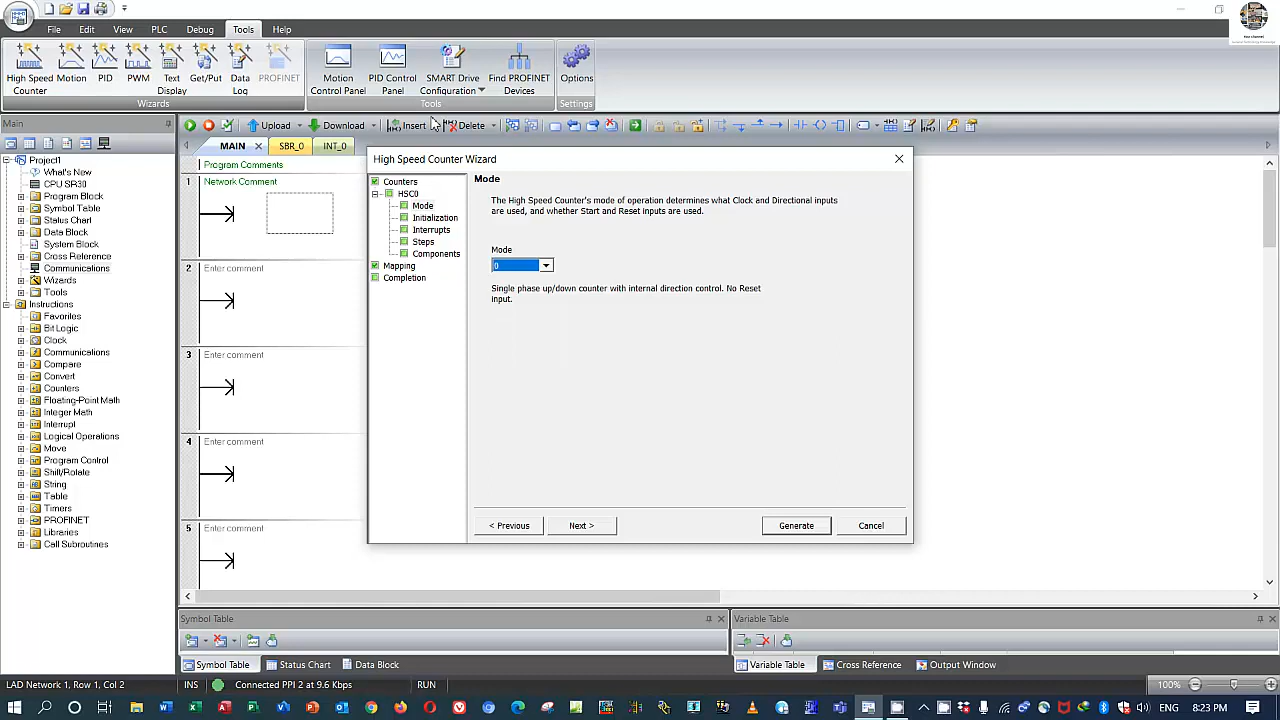 File Edit View PLC Debug Tools Help
High Speed Counter
Motion
PID
PWM
Text Display
Get/Put
Data Log
PROFINET
Motion Control Panel
PID Control Panel
SMART Drive Configuration
Find PROFINET Devices
Options
Wizards
Tools
Settings
Main
Upload
Download
Insert
Delete
Project1
What's New
CPU SR30
Program Block
Symbol Table
Status Chart
Data Block
System Block
Cross Reference
Communications
Wizards
Tools
Instructions
Favorites
Bit Logic
Clock
Communications
Compare
Convert
Counters
Floating-Point Math
Integer Math
Interrupt
Logical Operations
Move
Program Control
Shift/Rotate
String
Table
Timers
PROFINET
Libraries
Call Subroutines
MAIN
SBR_0
INT_0
Program Comments
1 Network Comment
2 Enter comment
3 Enter comment
4 Enter comment
5 Enter comment
High Speed Counter Wizard
Counters
HSC0
Mode
Initialization
Interrupts
Steps
Components
Mapping
Completion
Mode
The High Speed Counter's mode of operation determines what Clock and Directional inputs
are used, and whether Start and Reset inputs are used.
Mode
0
Single phase up/down counter with internal direction control. No Reset
input.
< Previous
Next >
Generate
Cancel
Symbol Table
Variable Table
Symbol Table
Status Chart
Data Block
Variable Table
Cross Reference
Output Window
LAD Network 1, Row 1, Col 2
INS
Connected PPI 2 at 9.6 Kbps
RUN
100%
ENG
8:23 PM